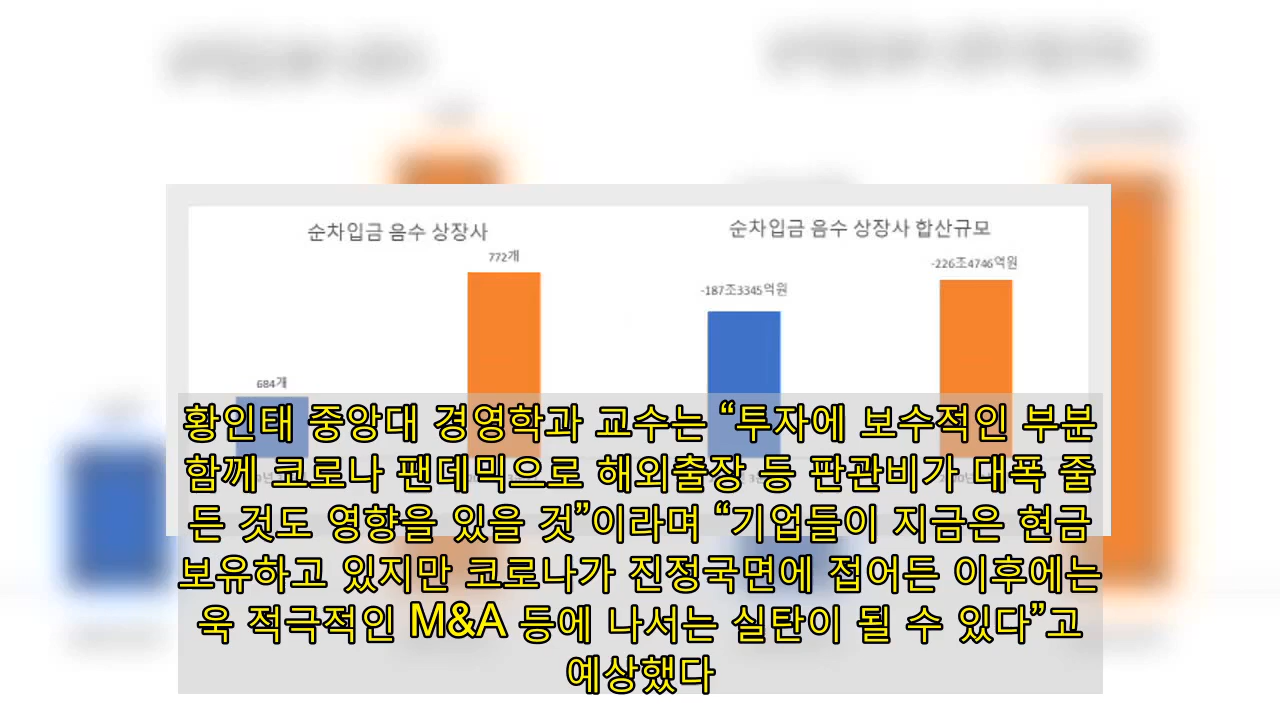 순차입금 음수 상장사
순차입금 음수 상장사 합산규모
772개
-226조4746억원
-187조3345억원
684개
황인태 중앙대 경영학과 교수는 “투자에 보수적인 부분
함께 코로나 팬데믹으로 해외출장 등 판관비가 대폭 줄
든 것도 영향을 있을 것”이라며 “기업들이 지금은 현금
보유하고 있지만 코로나가 진정국면에 접어든 이후에는
욱 적극적인 M&A 등에 나서는 실탄이 될 수 있다”고
예상했다